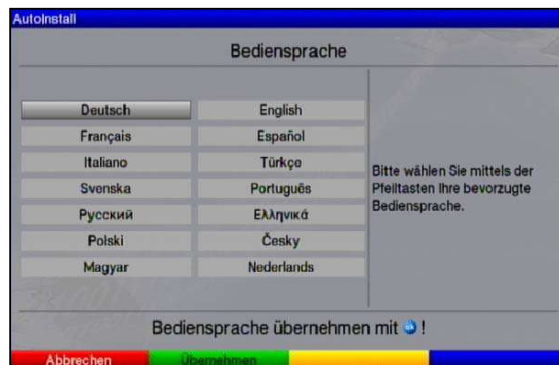 AutoInstall
Bediensprache
Deutsch
English
Français
Español
Italiano
Türkçe
Svenska
Português
Русский
Ελληνικά
Polski
Česky
Magyar
Nederlands
Bitte wählen Sie mittels der
Pfeiltasten Ihre bevorzugte
Bediensprache.
Bediensprache übernehmen mit !
Abbrechen
Übernehmen